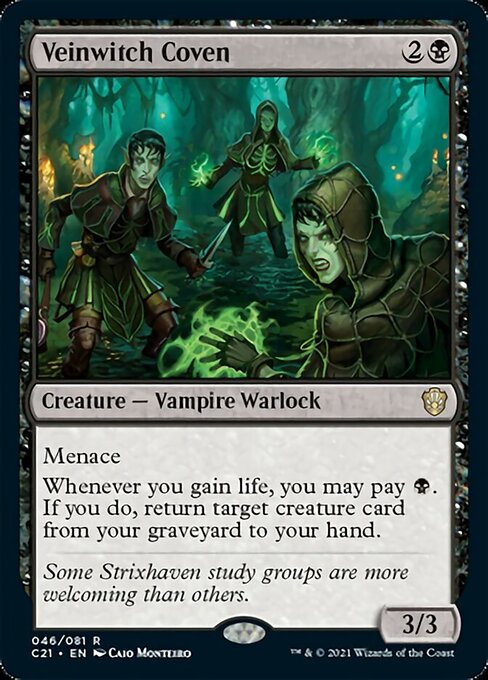 Veinwitch Coven 2
Creature — Vampire Warlock
Menace
Whenever you gain life, you may pay .
If you do, return target creature card
from your graveyard to your hand.
Some Strixhaven study groups are more
welcoming than others.
3/3
046/081 R
C21 • EN Caio Monteiro
™ & © 2021 Wizards of the Coast